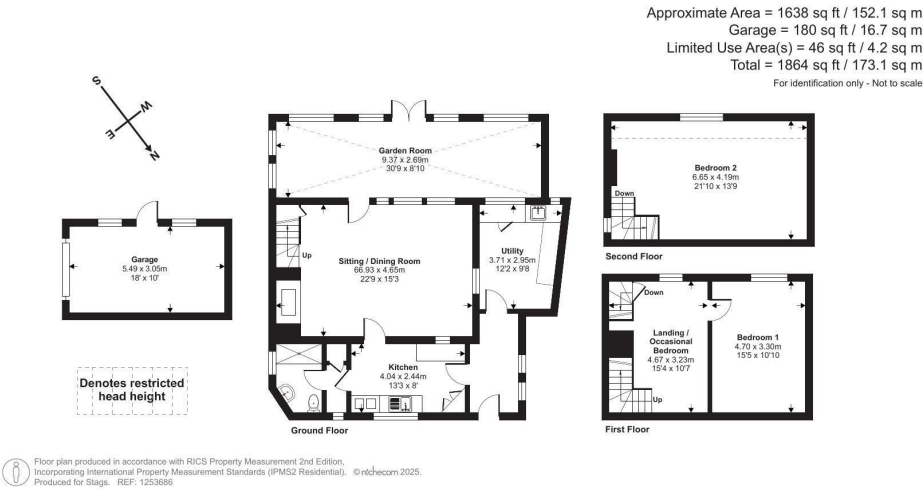 Approximate Area = 1638 sq ft / 152.1 sq m
Garage = 180 sq ft / 16.7 sq m
Limited Use Area(s) = 46 sq ft / 4.2 sq m
Total = 1864 sq ft / 173.1 sq m
For identification only - Not to scale
S
W
E
N
Garden Room
9.37 x 2.69m
30'9 x 8'10
Bedroom 2
6.65 x 4.19m
21'10 x 13'9
Down
Second Floor
Garage
5.49 x 3.05m
18' x 10'
Up
Sitting / Dining Room
66.93 x 4.65m
22'9 x 15'3
Utility
3.71 x 2.95m
12'2 x 9'8
Down
Landing /
Occasional
Bedroom
4.67 x 3.23m
15'4 x 10'7
Up
Bedroom 1
4.70 x 3.30m
15'5 x 10'10
First Floor
Kitchen
4.04 x 2.44m
13'3 x 8'
Ground Floor
Denotes restricted
head height
Floor plan produced in accordance with RICS Property Measurement 2nd Edition,
Incorporating International Property Measurement Standards (IPMS2 Residential). © nichecom 2025.
Produced for Stags. REF: 1253686